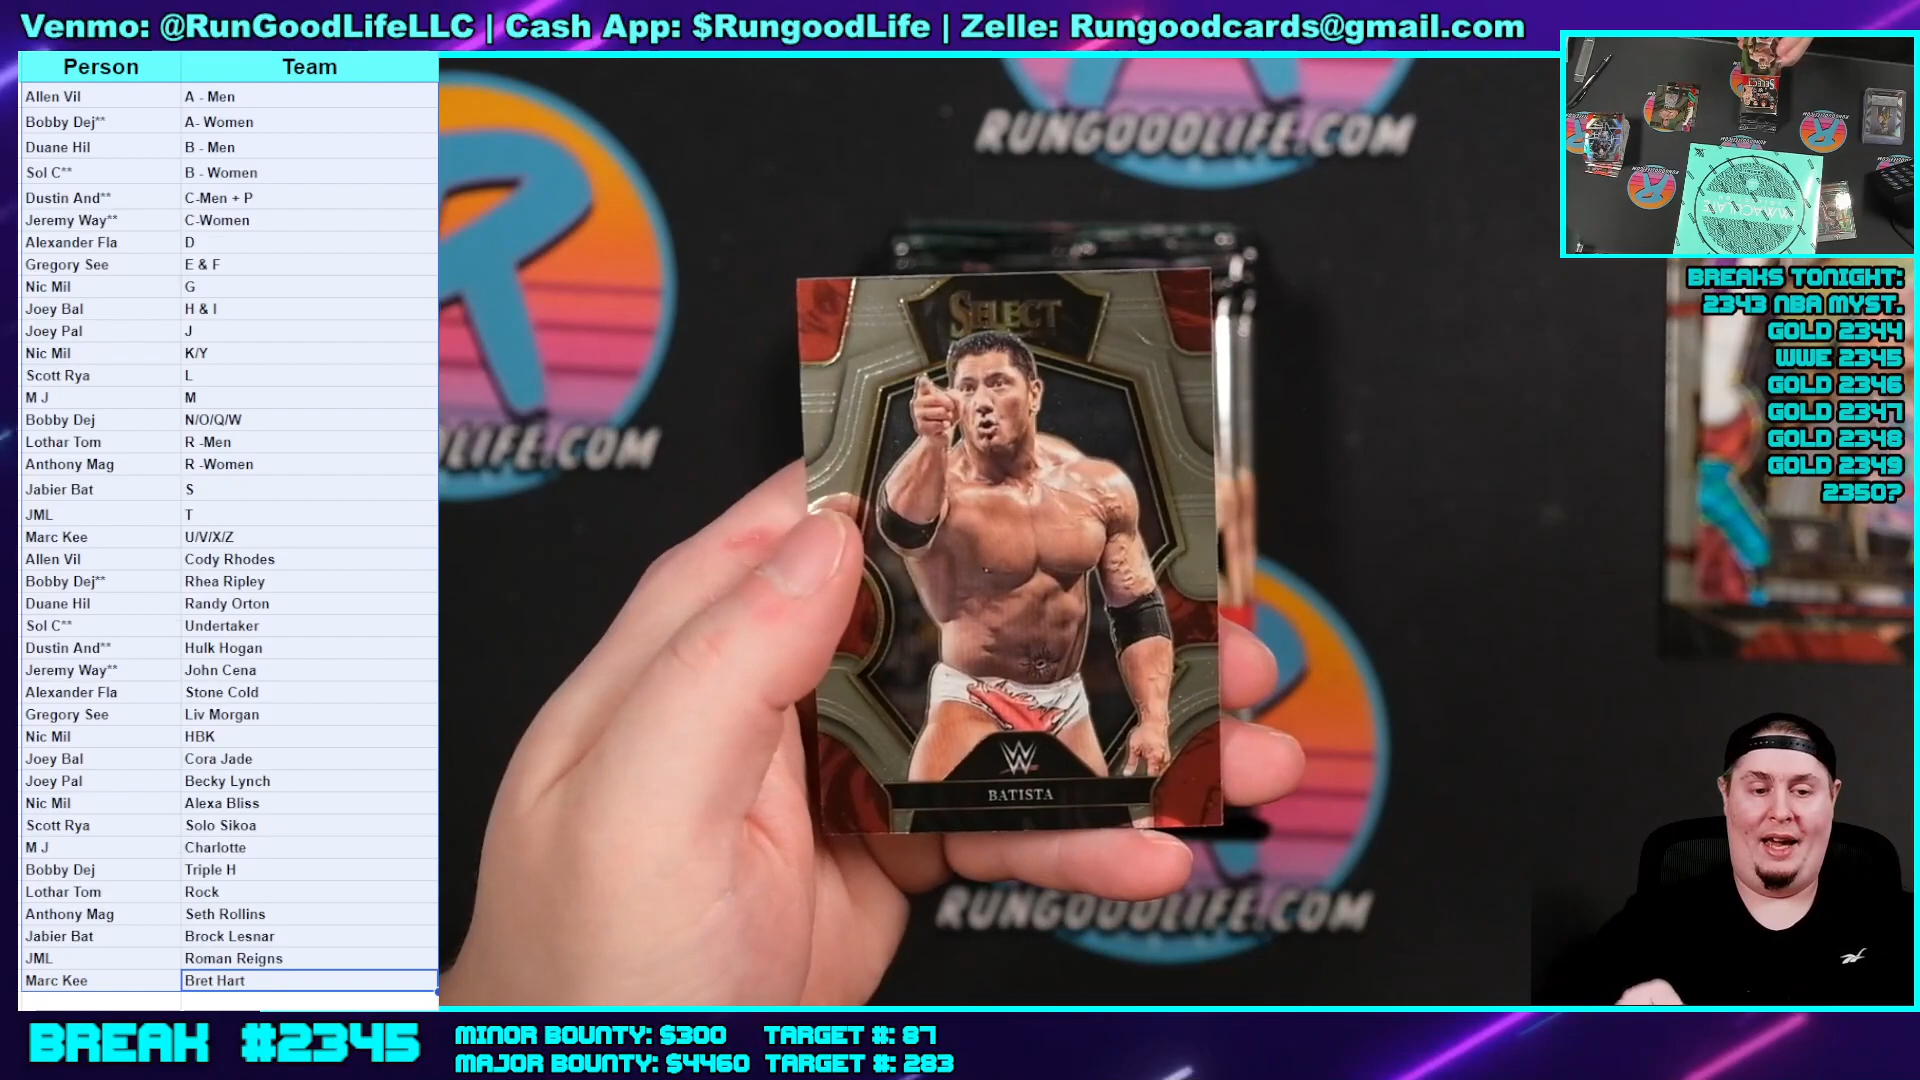 Venmo: @RunGoodLifeLLC | Cash App: $RungoodLife | Zelle: Rungoodcards@gmail.com
Person Team
Allen Vil A - Men
Bobby Dej** A- Women
Duane Hil B - Men
Sol C** B - Women
Dustin And** C-Men + P
Jeremy Way** C-Women
Alexander Fla D
Gregory See E & F
Nic Mil G
Joey Bal H & I
Joey Pal J
Nic Mil K/Y
Scott Rya L
M J M
Bobby Dej N/O/Q/W
Lothar Tom R -Men
Anthony Mag R -Women
Jabier Bat S
JML T
Marc Kee U/V/X/Z
Allen Vil Cody Rhodes
Bobby Dej** Rhea Ripley
Duane Hil Randy Orton
Sol C** Undertaker
Dustin And** Hulk Hogan
Jeremy Way** John Cena
Alexander Fla Stone Cold
Gregory See Liv Morgan
Nic Mil HBK
Joey Bal Cora Jade
Joey Pal Becky Lynch
Nic Mil Alexa Bliss
Scott Rya Solo Sikoa
M J Charlotte
Bobby Dej Triple H
Lothar Tom Rock
Anthony Mag Seth Rollins
Jabier Bat Brock Lesnar
JML Roman Reigns
Marc Kee Bret Hart
RUNGOODLIFE.COM
LIFE.COM
SELECT
BATISTA
RUNGOODLIFE.COM
SELECT
IMMACULATE
BREAKS TONIGHT:
2343 NBA MYST.
GOLD 2344
WWE 2345
GOLD 2346
GOLD 2347
GOLD 2348
GOLD 2349
2350?
BREAK #2345
MINOR BOUNTY: $300 TARGET #: 87
MAJOR BOUNTY: $4460 TARGET #: 283